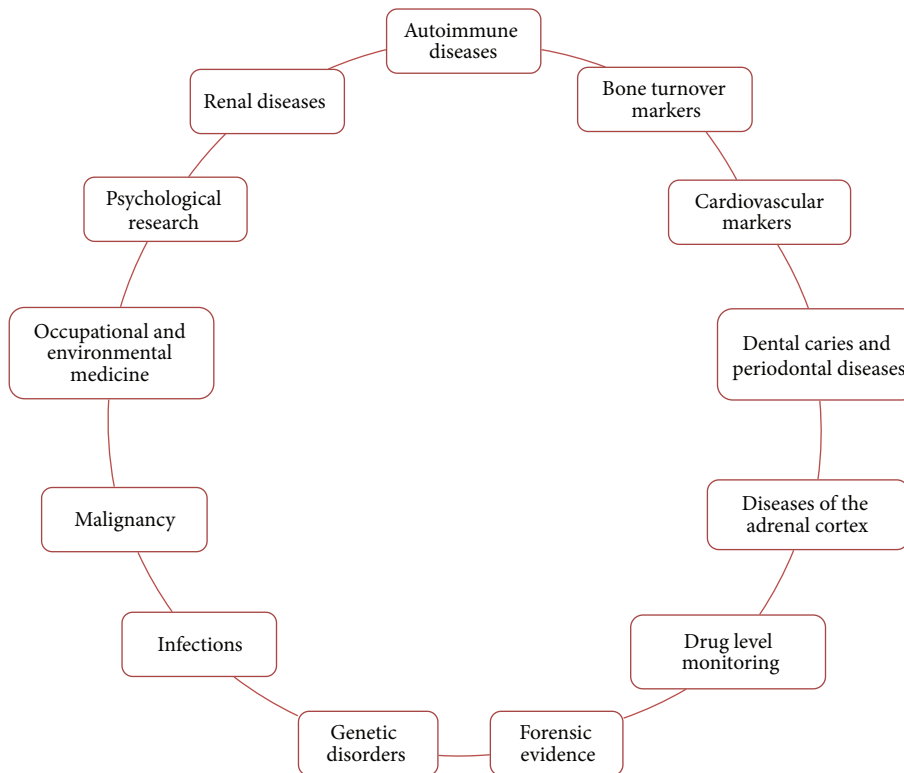 Autoimmune
diseases
Bone turnover
markers
Cardiovascular
markers
Dental caries and
periodontal diseases
Diseases of the
adrenal cortex
Drug level
monitoring
Forensic
evidence
Genetic
disorders
Infections
Malignancy
Occupational and
environmental
medicine
Psychological
research
Renal diseases